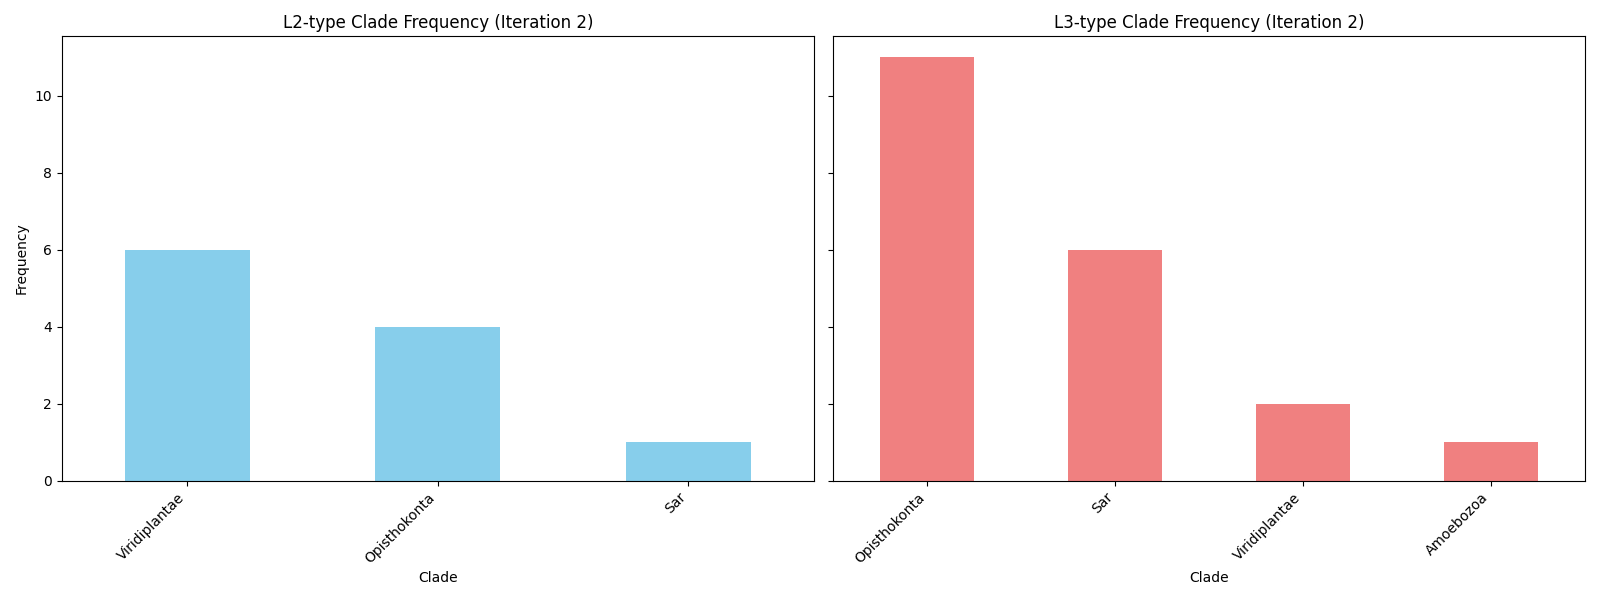 L2-type Clade Frequency (Iteration 2)
Frequency
10
8
6
4
2
0
Viridiplantae
Opisthokonta
Sar
Clade
L3-type Clade Frequency (Iteration 2)
Opisthokonta
Sar
Viridiplantae
Amoebozoa
Clade